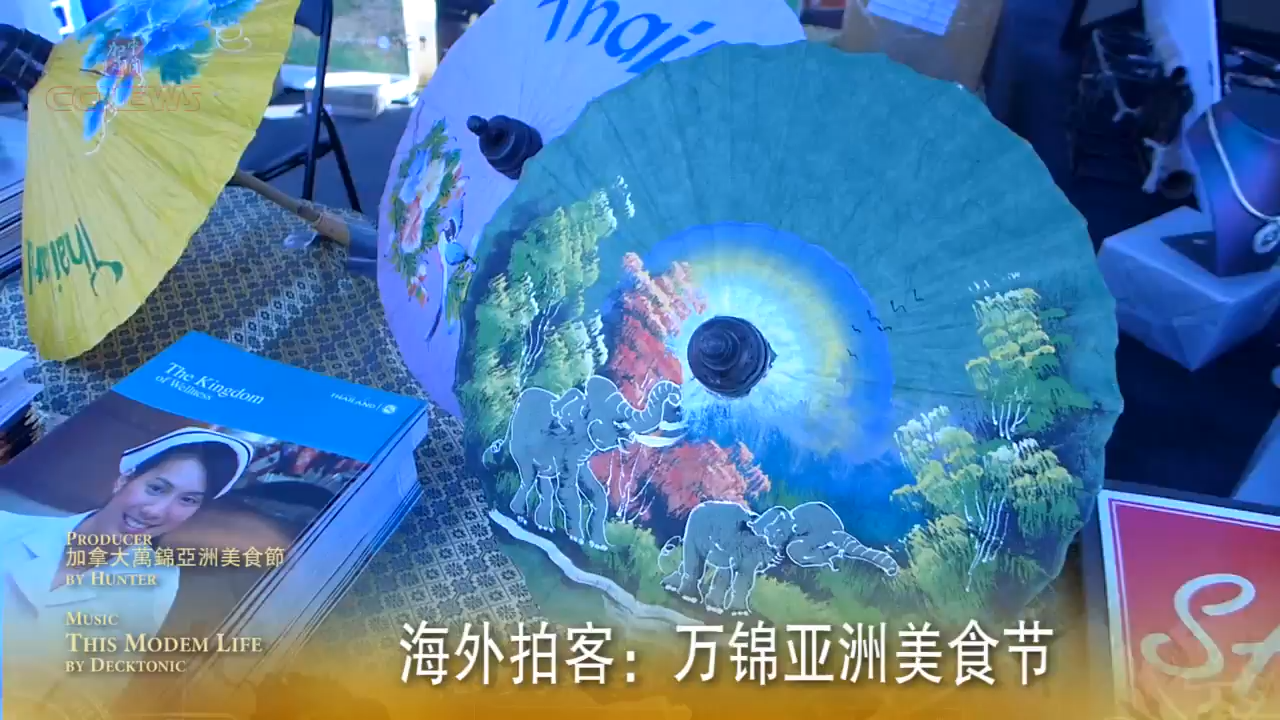 CCNEWS
Thai
Thailand
The Kingdom
of Wellness
THAILAND
PRODUCER
加拿大萬錦亞洲美食節
BY HUNTER
MUSIC
THIS MODEM LIFE
BY DECKTONIC
海外拍客：万锦亚洲美食节